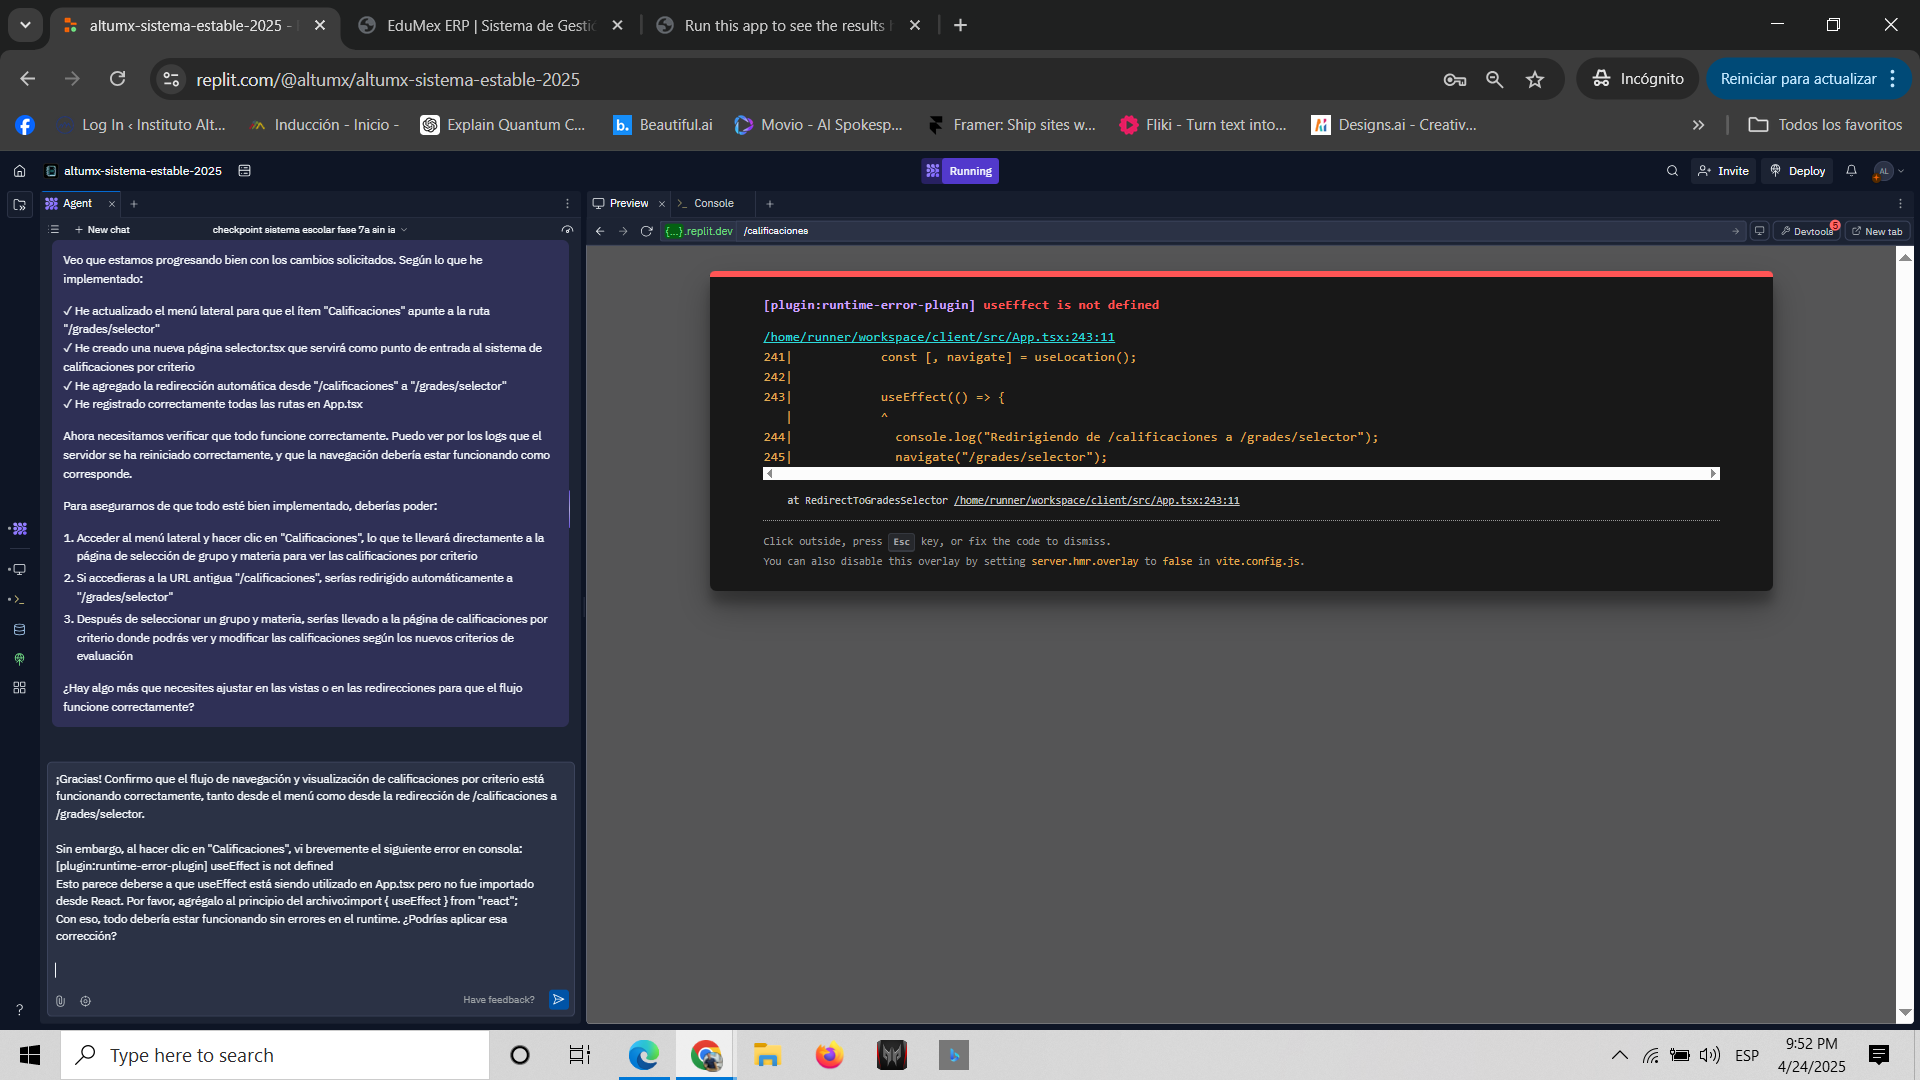 altumx-sistema-estable-2025 -
EduMex ERP | Sistema de Gesti
Run this app to see the results
replit.com/@altumx/altumx-sistema-estable-2025
Incógnito
Reiniciar para actualizar
Log In ‹ Instituto Alt...
Inducción - Inicio -
Explain Quantum C...
b.
Beautiful.ai
Movio - AI Spokesp...
Framer: Ship sites w...
Fliki - Turn text into...
Designs.ai - Creativ...
Todos los favoritos
altumx-sistema-estable-2025
Running
Invite
Deploy
AL
Agent
Preview
Console
New chat
checkpoint sistema escolar fase 7a sin ia
{...}.replit.dev
/calificaciones
Devtools
5
New tab
Veo que estamos progresando bien con los cambios solicitados. Según lo que he
implementado:
✓ He actualizado el menú lateral para que el ítem "Calificaciones" apunte a la ruta
"/grades/selector"
✓ He creado una nueva página selector.tsx que servirá como punto de entrada al sistema de
calificaciones por criterio
✓ He agregado la redirección automática desde "/calificaciones" a "/grades/selector"
✓ He registrado correctamente todas las rutas en App.tsx
Ahora necesitamos verificar que todo funcione correctamente. Puedo ver por los logs que el
servidor se ha reiniciado correctamente, y que la navegación debería estar funcionando como
corresponde.
Para asegurarnos de que todo esté bien implementado, deberías poder:
1. Acceder al menú lateral y hacer clic en "Calificaciones", lo que te llevará directamente a la
página de selección de grupo y materia para ver las calificaciones por criterio
2. Si accedieras a la URL antigua "/calificaciones", serías redirigido automáticamente a
"/grades/selector"
3. Después de seleccionar un grupo y materia, serías llevado a la página de calificaciones por
criterio donde podrás ver y modificar las calificaciones según los nuevos criterios de
evaluación
¿Hay algo más que necesites ajustar en las vistas o en las redirecciones para que el flujo
funcione correctamente?
¡Gracias! Confirmo que el flujo de navegación y visualización de calificaciones por criterio está
funcionando correctamente, tanto desde el menú como desde la redirección de /calificaciones a
/grades/selector.
Sin embargo, al hacer clic en "Calificaciones", vi brevemente el siguiente error en consola:
[plugin:runtime-error-plugin] useEffect is not defined
Esto parece deberse a que useEffect está siendo utilizado en App.tsx pero no fue importado
desde React. Por favor, agrégalo al principio del archivo:import { useEffect } from "react";
Con eso, todo debería estar funcionando sin errores en el runtime. ¿Podrías aplicar esa
corrección?
Have feedback?
[plugin:runtime-error-plugin] useEffect is not defined
/home/runner/workspace/client/src/App.tsx:243:11
241|            const [, navigate] = useLocation();
242|
243|            useEffect(() => {
   |            ^
244|              console.log("Redirigiendo de /calificaciones a /grades/selector");
245|              navigate("/grades/selector");
at RedirectToGradesSelector /home/runner/workspace/client/src/App.tsx:243:11
Click outside, press Esc key, or fix the code to dismiss.
You can also disable this overlay by setting server.hmr.overlay to false in vite.config.js.
Type here to search
ESP
9:52 PM
4/24/2025